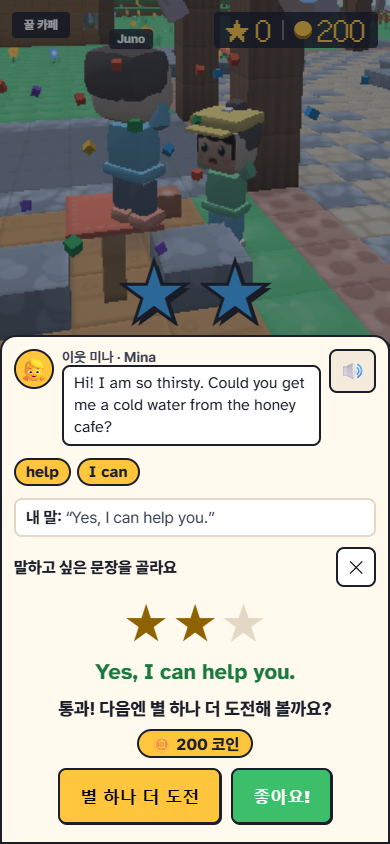 꿀 카페
Juno
0
200
이웃 미나 · Mina
Hi! I am so thirsty. Could you get
me a cold water from the honey
cafe?
help
I can
내 말: “Yes, I can help you.”
말하고 싶은 문장을 골라요
Yes, I can help you.
통과! 다음엔 별 하나 더 도전해 볼까요?
200 코인
별 하나 더 도전
좋아요!